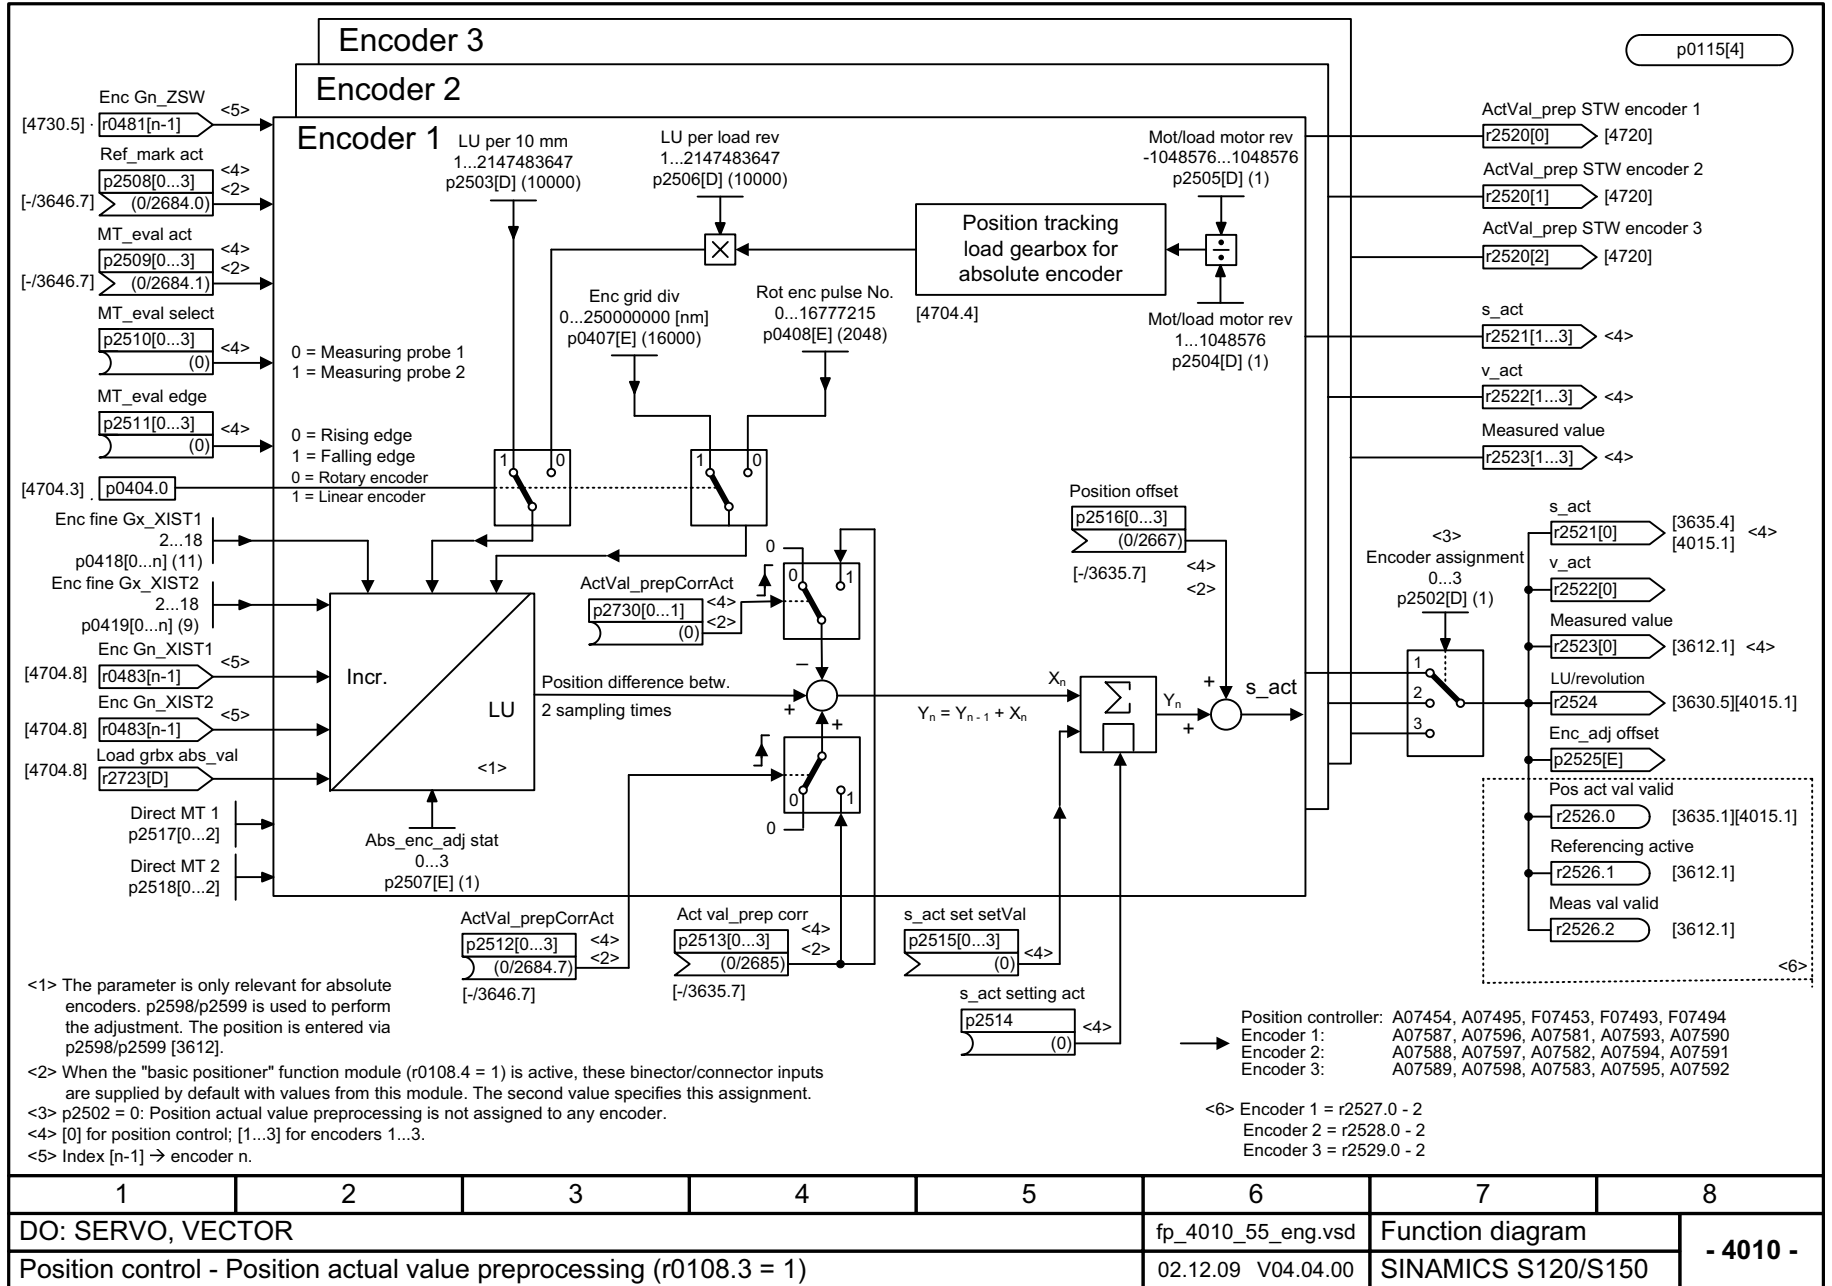 Encoder 3
Encoder 2
Encoder 1
p0115[4]
Enc Gn_ZSW
<5>
[4730.5]
r0481[n-1]
Ref_mark act
<4>
p2508[0...3]
<2>
[-/3646.7]
(0/2684.0)
MT_eval act
<4>
p2509[0...3]
<2>
[-/3646.7]
(0/2684.1)
MT_eval select
p2510[0...3]
<4>
(0)
0 = Measuring probe 1
1 = Measuring probe 2
MT_eval edge
p2511[0...3]
<4>
(0)
0 = Rising edge
1 = Falling edge
0 = Rotary encoder
1 = Linear encoder
[4704.3]
p0404.0
Enc fine Gx_XIST1
2...18
p0418[0...n] (11)
Enc fine Gx_XIST2
2...18
p0419[0...n] (9)
Enc Gn_XIST1
<5>
[4704.8]
r0483[n-1]
Enc Gn_XIST2
<5>
[4704.8]
r0483[n-1]
Load grbx abs_val
[4704.8]
r2723[D]
Direct MT 1
p2517[0...2]
Direct MT 2
p2518[0...2]
LU per 10 mm
1...2147483647
p2503[D] (10000)
LU per load rev
1...2147483647
p2506[D] (10000)
Mot/load motor rev
-1048576...1048576
p2505[D] (1)
×
÷
Position tracking
load gearbox for
absolute encoder
[4704.4]
Mot/load motor rev
1...1048576
p2504[D] (1)
Enc grid div
0...250000000 [nm]
p0407[E] (16000)
Rot enc pulse No.
0...16777215
p0408[E] (2048)
1
0
1
0
ActVal_prepCorrAct
p2730[0...1]
<4>
(0)
<2>
0
0
1
Incr.
LU
<1>
Position difference betw.
2 sampling times
–
+
+
0
1
0
Abs_enc_adj stat
0...3
p2507[E] (1)
Xn
Yn = Yn - 1 + Xn
Σ
Yn
+
+
s_act
Position offset
p2516[0...3]
(0/2667)
[-/3635.7]
<4>
<2>
ActVal_prepCorrAct
p2512[0...3]
<4>
(0/2684.7)
<2>
[-/3646.7]
Act val_prep corr
p2513[0...3]
<4>
<2>
(0/2685)
[-/3635.7]
s_act set setVal
p2515[0...3]
(0)
<4>
s_act setting act
p2514
(0)
<4>
ActVal_prep STW encoder 1
r2520[0]
[4720]
ActVal_prep STW encoder 2
r2520[1]
[4720]
ActVal_prep STW encoder 3
r2520[2]
[4720]
s_act
r2521[1...3]
<4>
v_act
r2522[1...3]
<4>
Measured value
r2523[1...3]
<4>
<3>
Encoder assignment
0...3
p2502[D] (1)
1
2
3
s_act
r2521[0]
[3635.4]
[4015.1]
<4>
v_act
r2522[0]
Measured value
r2523[0]
[3612.1] <4>
LU/revolution
r2524
[3630.5][4015.1]
Enc_adj offset
p2525[E]
Pos act val valid
r2526.0
[3635.1][4015.1]
Referencing active
r2526.1
[3612.1]
Meas val valid
r2526.2
[3612.1]
<6>
<1> The parameter is only relevant for absolute
encoders. p2598/p2599 is used to perform
the adjustment. The position is entered via
p2598/p2599 [3612].
<2> When the "basic positioner" function module (r0108.4 = 1) is active, these binector/connector inputs
are supplied by default with values from this module. The second value specifies this assignment.
<3> p2502 = 0: Position actual value preprocessing is not assigned to any encoder.
<4> [0] for position control; [1...3] for encoders 1...3.
<5> Index [n-1] → encoder n.
Position controller: A07454, A07495, F07453, F07493, F07494
Encoder 1: A07587, A07596, A07581, A07593, A07590
Encoder 2: A07588, A07597, A07582, A07594, A07591
Encoder 3: A07589, A07598, A07583, A07595, A07592
<6> Encoder 1 = r2527.0 - 2
Encoder 2 = r2528.0 - 2
Encoder 3 = r2529.0 - 2
1 2 3 4 5 6 7 8
DO: SERVO, VECTOR
fp_4010_55_eng.vsd
Function diagram
- 4010 -
Position control - Position actual value preprocessing (r0108.3 = 1)
02.12.09 V04.04.00
SINAMICS S120/S150